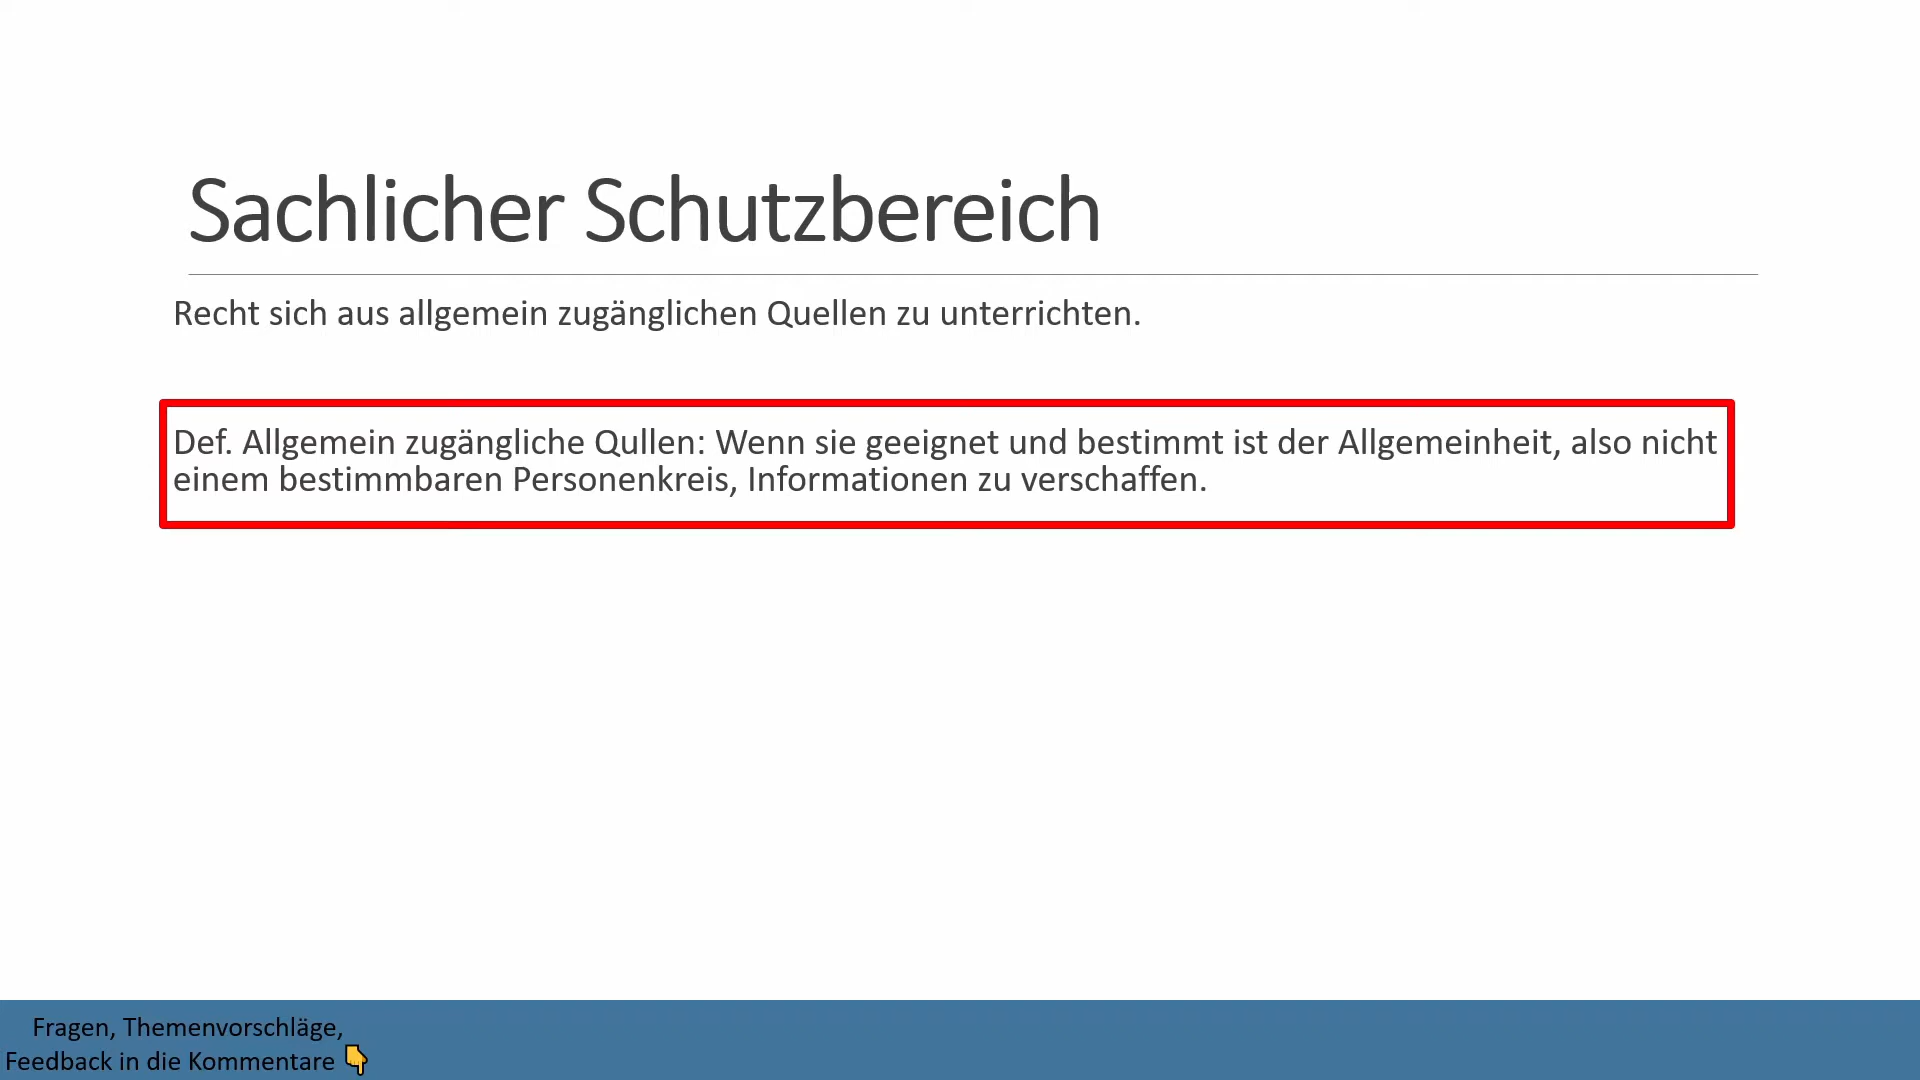 Sachlicher Schutzbereich
Recht sich aus allgemein zugänglichen Quellen zu unterrichten.
Def. Allgemein zugängliche Qullen: Wenn sie geeignet und bestimmt ist der Allgemeinheit, also nicht
einem bestimmbaren Personenkreis, Informationen zu verschaffen.
Fragen, Themenvorschläge,
Feedback in die Kommentare 👇